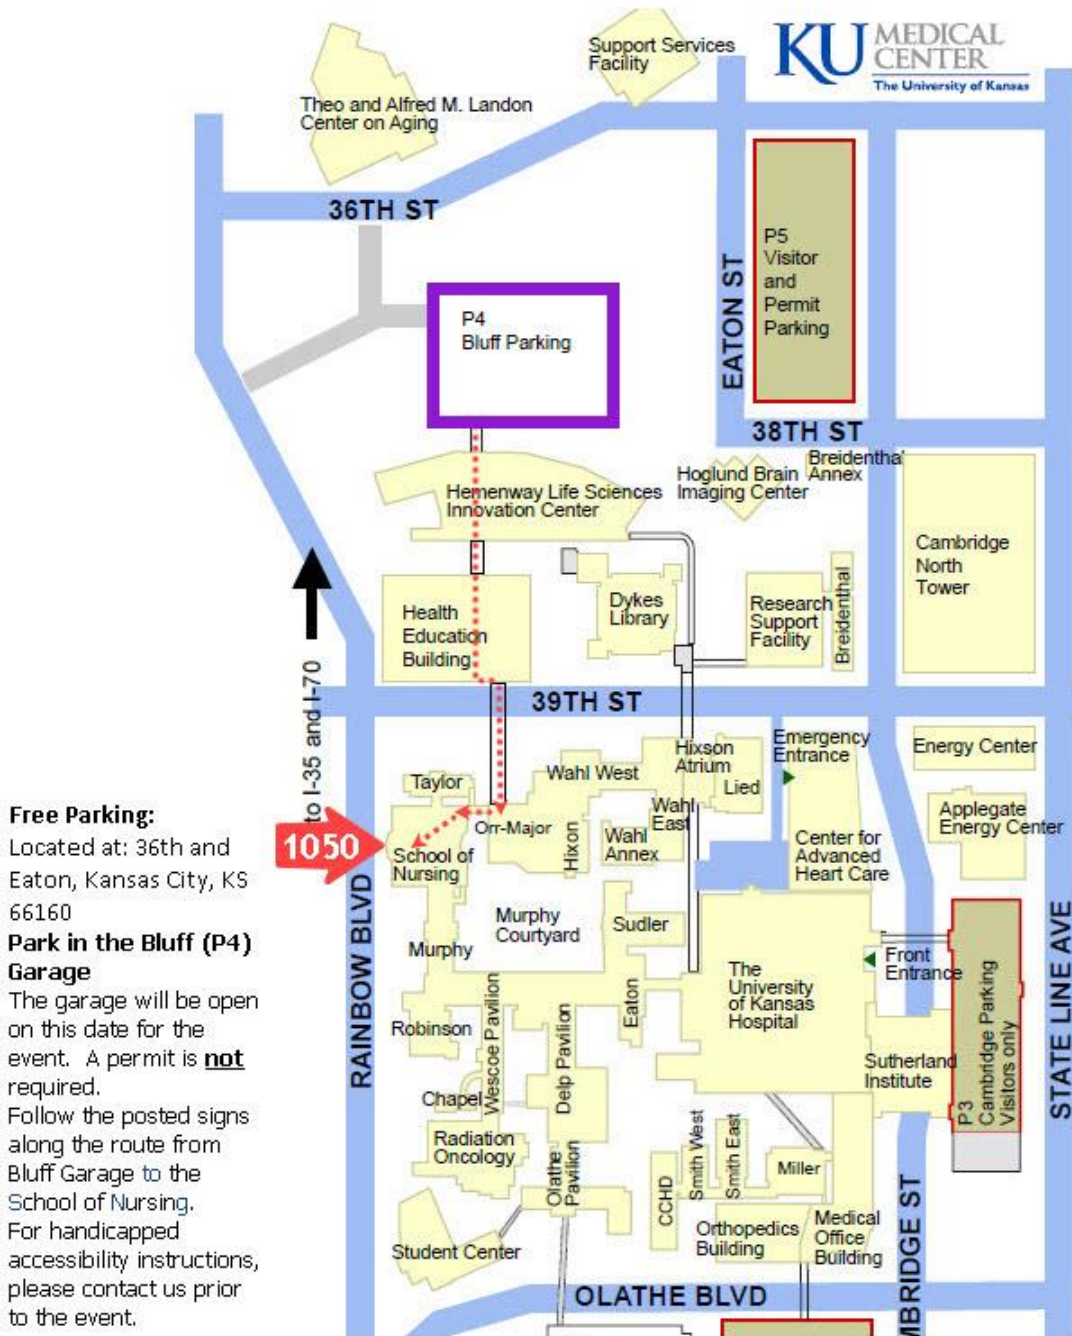 KU MEDICAL
CENTER
The University of Kansas
Support Services
Facility
Theo and Alfred M. Landon
Center on Aging
36TH ST
P5
Visitor
and
Permit
Parking
EATON ST
P4
Bluff Parking
38TH ST
Breidenthal
Annex
Hoglund Brain
Imaging Center
Hemenway Life Sciences
Innovation Center
Cambridge
North
Tower
Dykes
Library
Research
Support
Facility
Breidenthal
Health
Education
Building
to I-35 and I-70
39TH ST
Emergency
Entrance
Energy Center
Hixson
Atrium
Wahl West
Lied
Taylor
Wahl
East
Applegate
Energy Center
Orr-Major
Hixon
Wahl
Annex
Center for
Advanced
Heart Care
1050
School of
Nursing
RAINBOW BLVD
Murphy
Courtyard
Sudler
Murphy
Front
Entrance
The
University
of Kansas
Hospital
Eaton
Robinson
Wescoe Pavilion
Delp Pavilion
Sutherland
Institute
P3
Cambridge Parking
Visitors only
STATE LINE AVE
Chapel
Radiation
Oncology
Olathe
Pavilion
CCHD
Smith West
Smith East
Miller
Student Center
Orthopedics
Building
Medical
Office
Building
MBRIDGE ST
OLATHE BLVD
Free Parking:
Located at: 36th and
Eaton, Kansas City, KS
66160
Park in the Bluff (P4)
Garage
The garage will be open
on this date for the
event. A permit is not
required.
Follow the posted signs
along the route from
Bluff Garage to the
School of Nursing.
For handicapped
accessibility instructions,
please contact us prior
to the event.